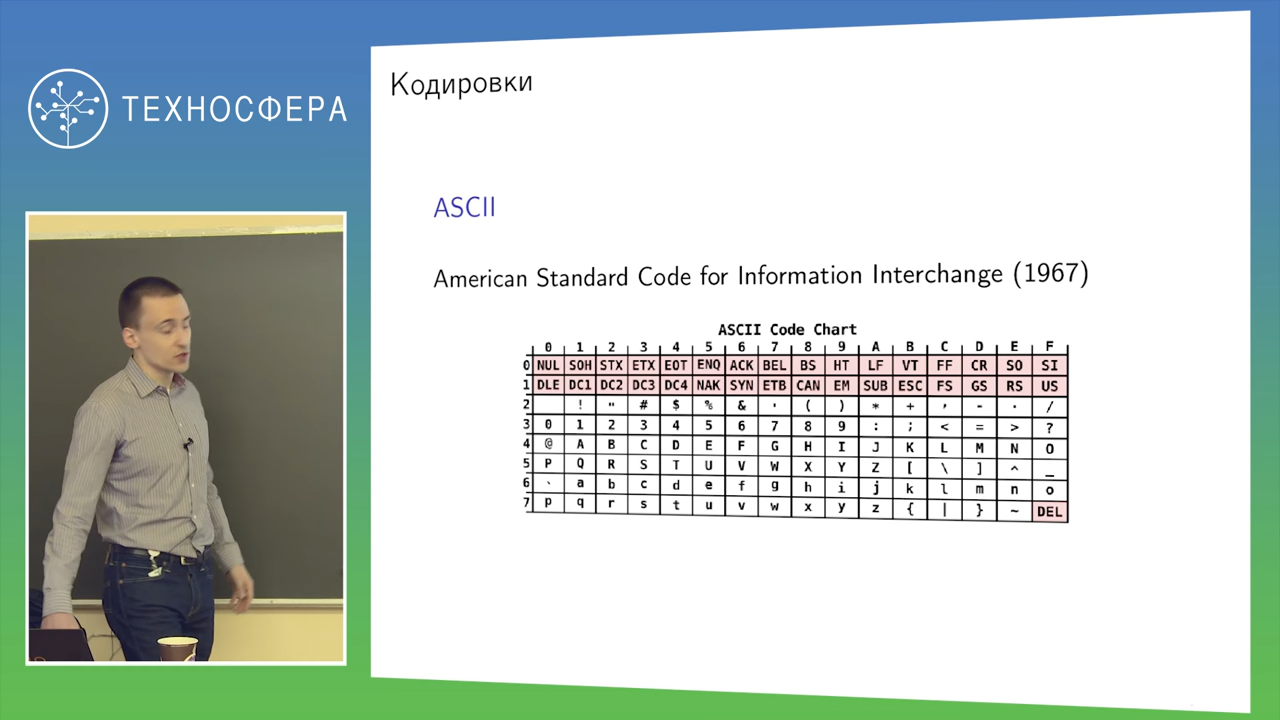 ТЕХНОСФЕРА
Кодировки
ASCII
American Standard Code for Information Interchange (1967)
ASCII Code Chart
0 1 2 3 4 5 6 7 8 9 A B C D E F
0 NUL SOH STX ETX EOT ENQ ACK BEL BS HT LF VT FF CR SO SI
1 DLE DC1 DC2 DC3 DC4 NAK SYN ETB CAN EM SUB ESC FS GS RS US
2 ! " # $ % & ' ( ) * + , - . /
3 0 1 2 3 4 5 6 7 8 9 : ; < = > ?
4 @ A B C D E F G H I J K L M N O
5 P Q R S T U V W X Y Z [ \ ] ^ _
6 ` a b c d e f g h i j k l m n o
7 p q r s t u v w x y z { | } ~ DEL